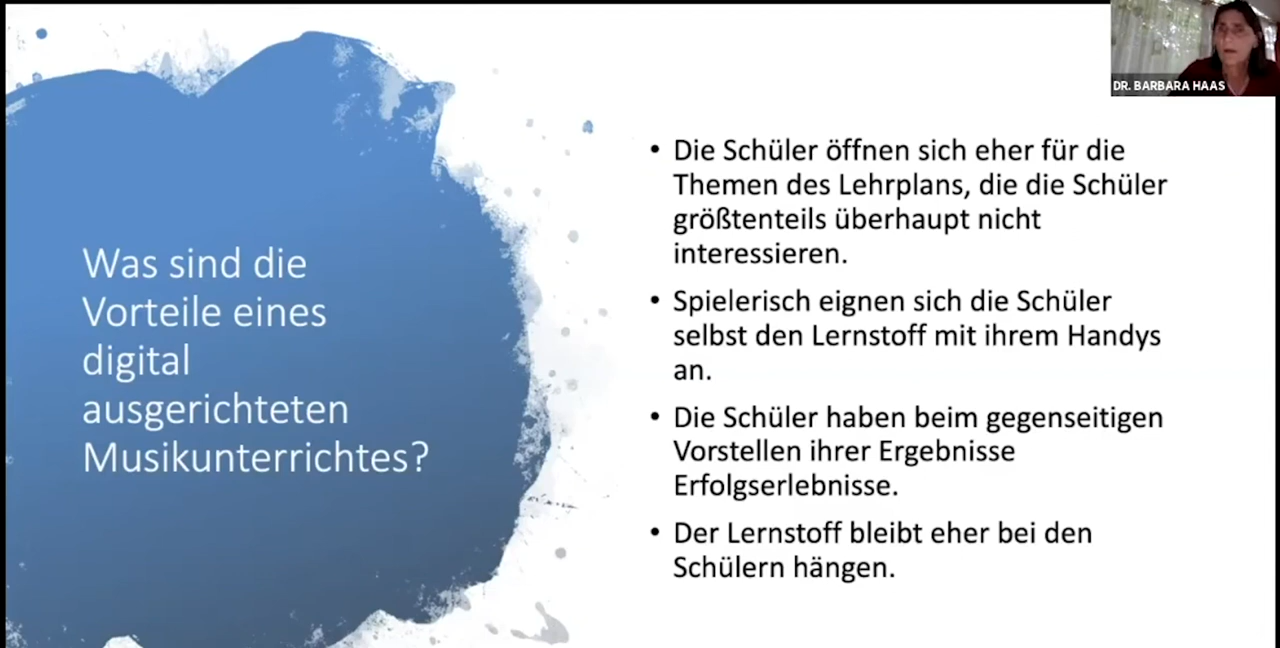 Was sind die
Vorteile eines
digital
ausgerichteten
Musikunterrichtes?
DR. BARBARA HAAS
• Die Schüler öffnen sich eher für die
Themen des Lehrplans, die die Schüler
größtenteils überhaupt nicht
interessieren.
• Spielerisch eignen sich die Schüler
selbst den Lernstoff mit ihrem Handys
an.
• Die Schüler haben beim gegenseitigen
Vorstellen ihrer Ergebnisse
Erfolgserlebnisse.
• Der Lernstoff bleibt eher bei den
Schülern hängen.